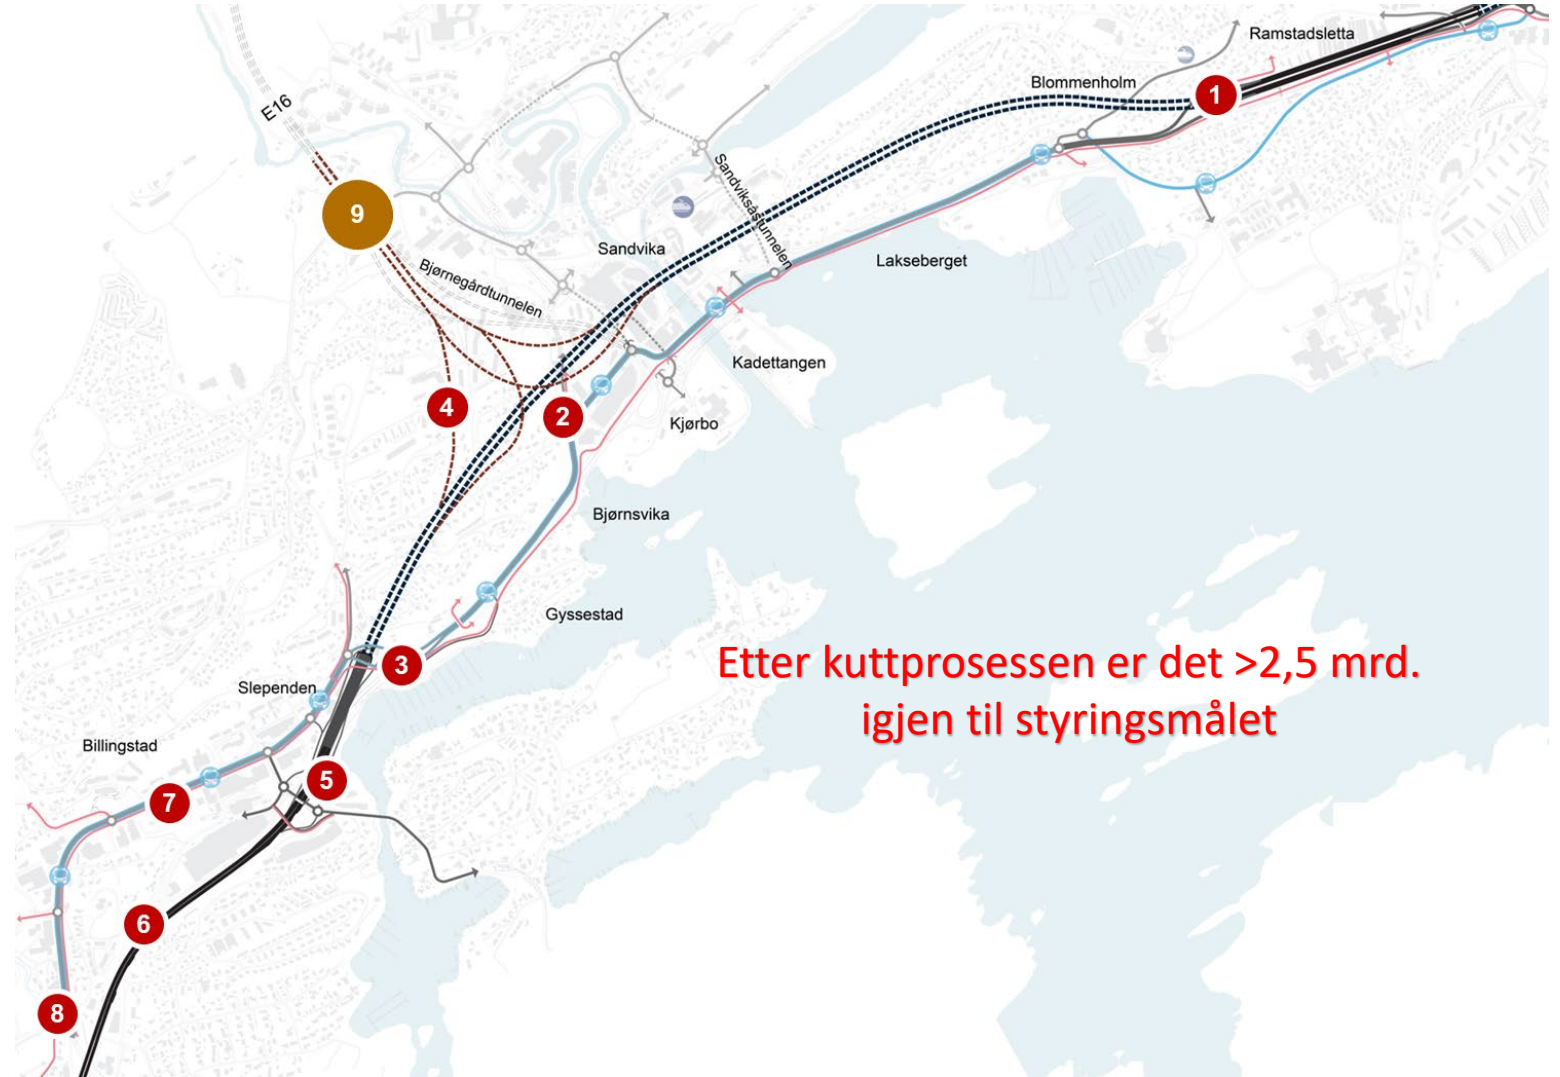 Ramstadsletta
Blommenholm
1
E16
Sandviksåstunnelen
9
Sandvika
Lakseberget
Bjørnegårdtunnelen
Kadettangen
4
2
Kjørbo
Bjørnsvika
Gyssestad
3
Etter kuttprosessen er det >2,5 mrd.
igjen til styringsmålet
Slependen
Billingstad
5
7
6
8